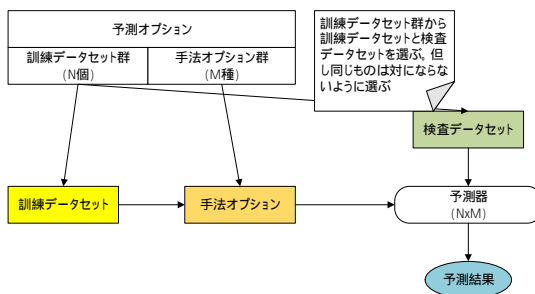 予測オプション
訓練データセット群
(N個)
手法オプション群
(M種)
訓練データセット群から
訓練データセットと検査
データセットを選ぶ。但
し同じものは対にならな
いように選ぶ
検査データセット
訓練データセット
手法オプション
予測器
(NxM)
予測結果